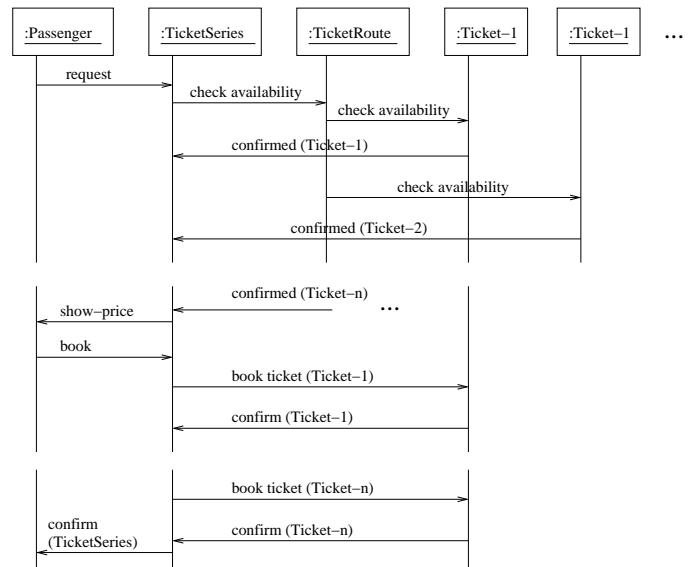 :Passenger :TicketSeries :TicketRoute :Ticket–1 :Ticket–1 ...
request
check availability
check availability
confirmed (Ticket–1)
check availability
confirmed (Ticket–2)
confirmed (Ticket–n) ...
show–price
book
book ticket (Ticket–1)
confirm (Ticket–1)
book ticket (Ticket–n)
confirm (Ticket–n)
confirm
(TicketSeries)